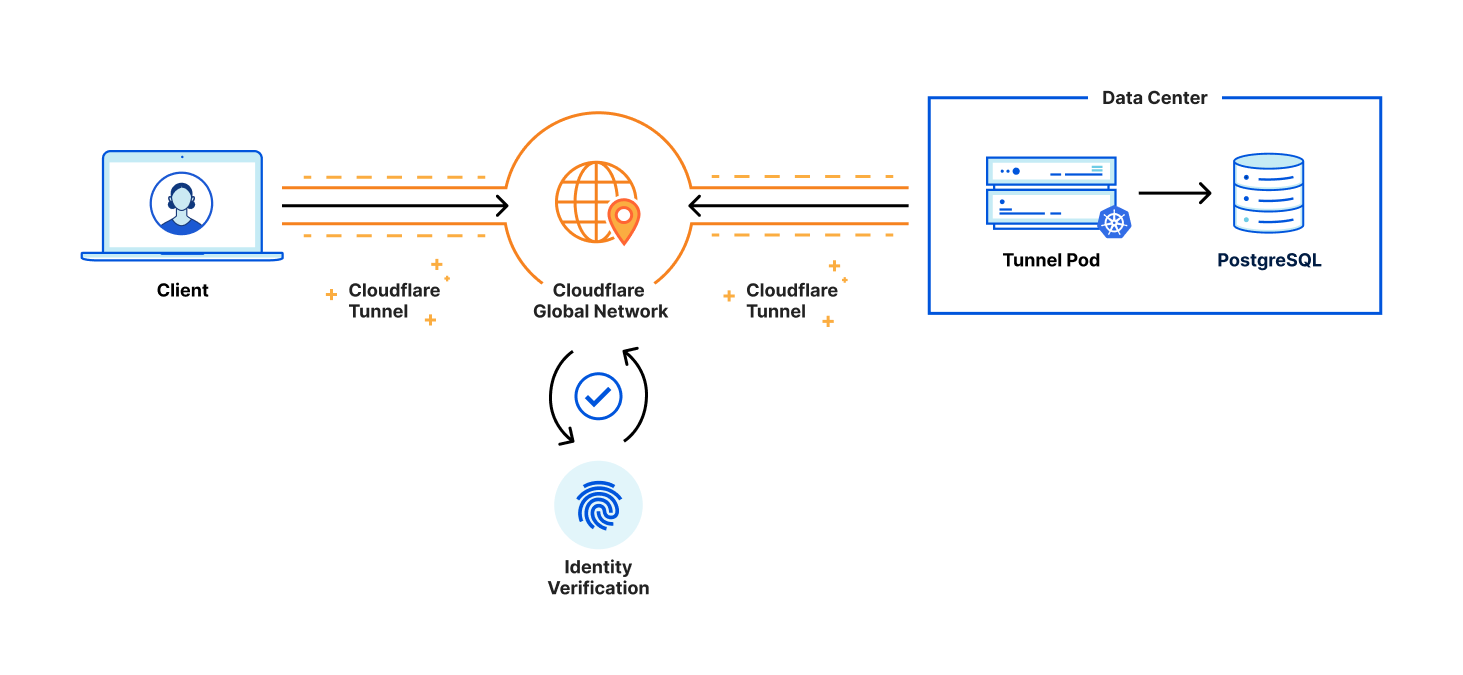 Data Center
Client
Cloudflare
Tunnel
Cloudflare
Global Network
Cloudflare
Tunnel
Tunnel Pod
PostgreSQL
Identity
Verification